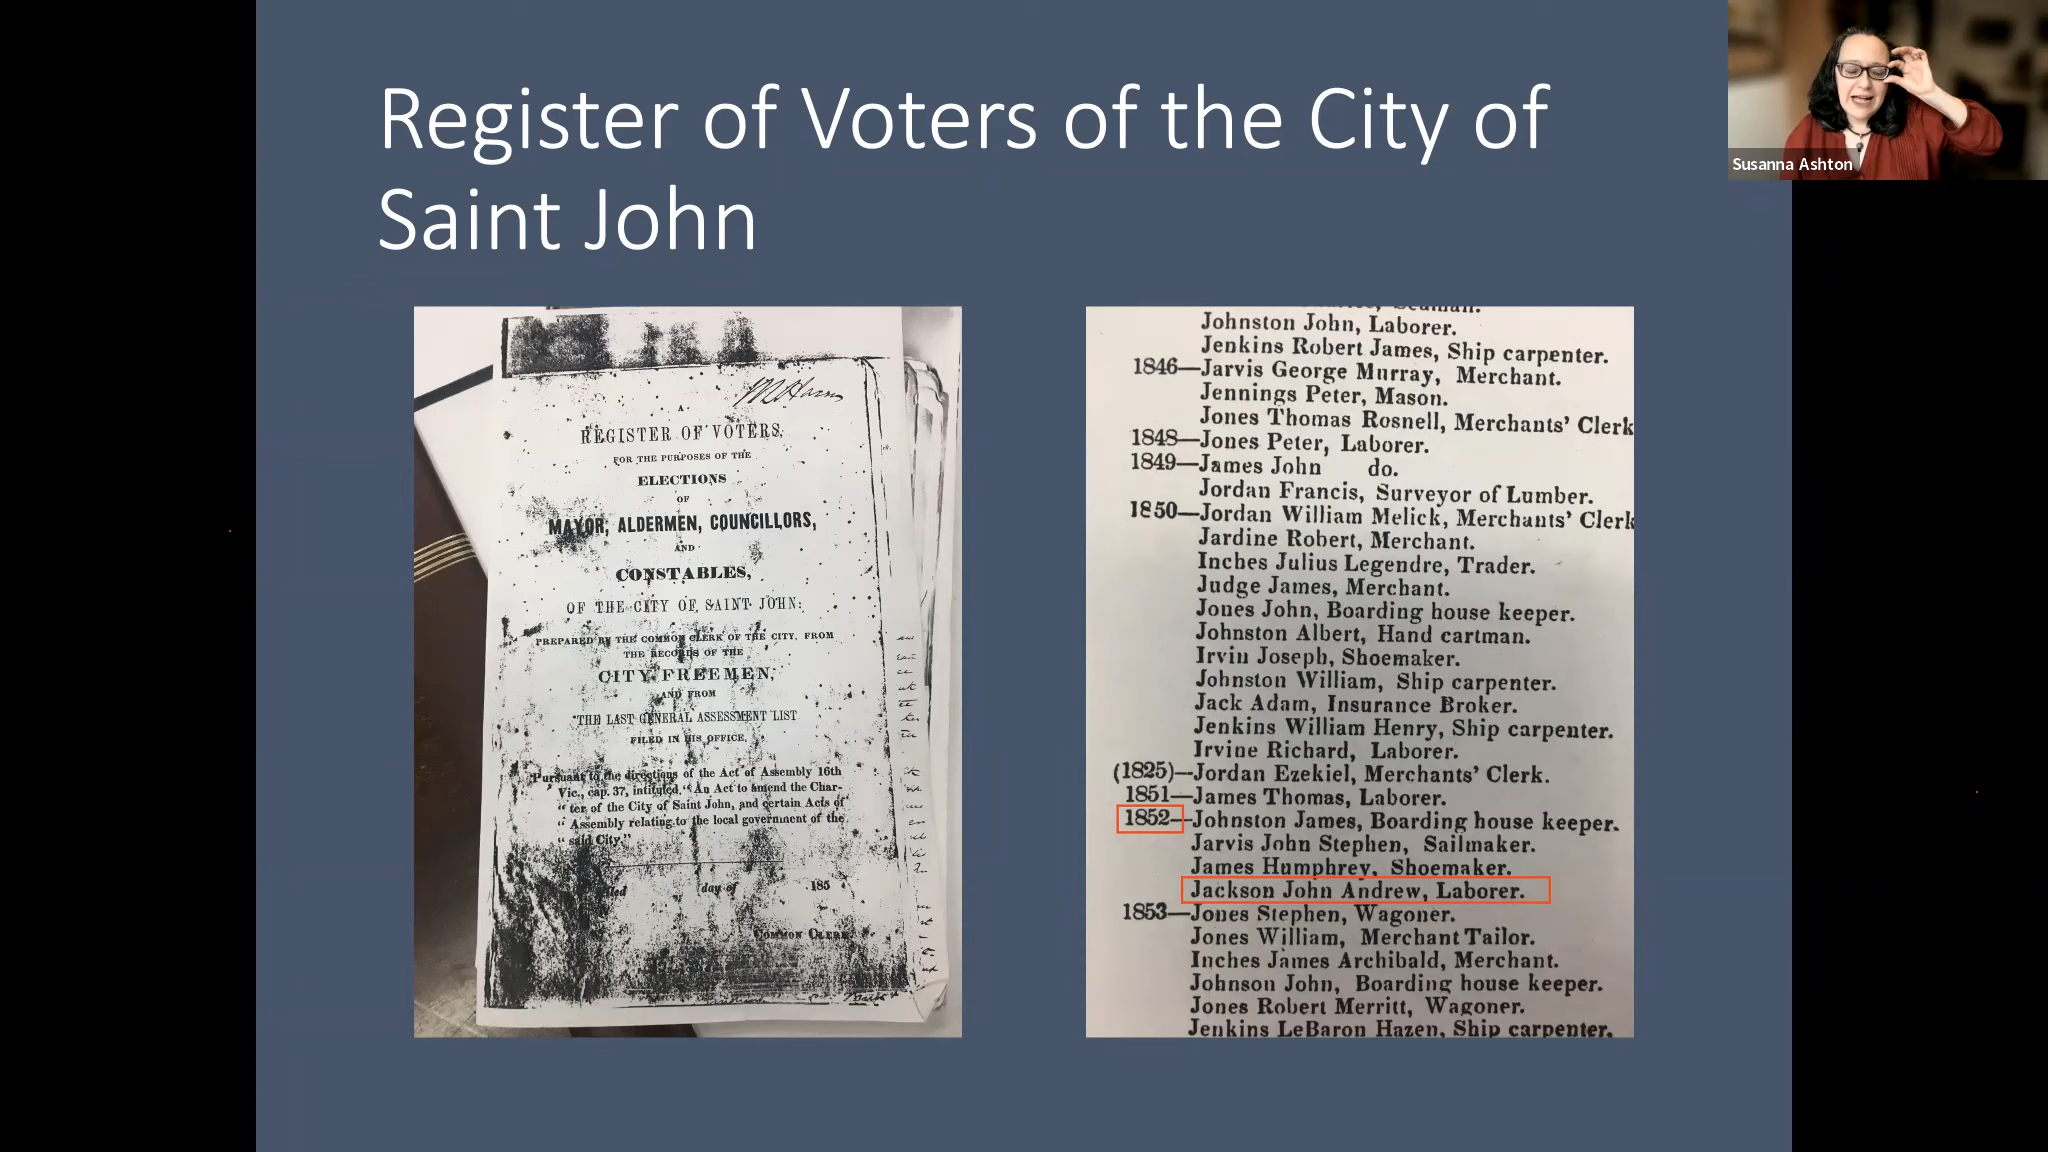 Register of Voters of the City of
Saint John
Susanna Ashton
A
REGISTER OF VOTERS,
FOR THE PURPOSES OF THE
ELECTIONS
OF
MAYOR, ALDERMEN, COUNCILLORS,
AND
CONSTABLES,
OF THE CITY OF SAINT JOHN:
PREPARED BY THE COMMON CLERK OF THE CITY, FROM
THE RECORDS OF THE
CITY FREEMEN,
AND FROM
THE LAST GENERAL ASSESSMENT LIST
FILED IN HIS OFFICE,
Pursuant to the directions of the Act of Assembly 16th
Vic., cap. 37, intituled, "An Act to amend the Char-
"ter of the City of Saint John, and certain Acts of
"Assembly relating to the local government of the
"said City."
day of 185
COMMON CLERK.
Johnston John, Laborer.
Jenkins Robert James, Ship carpenter.
1846—Jarvis George Murray, Merchant.
Jennings Peter, Mason.
Jones Thomas Rosnell, Merchants' Clerk
1848—Jones Peter, Laborer.
1849—James John do.
Jordan Francis, Surveyor of Lumber.
1850—Jordan William Melick, Merchants' Clerk
Jardine Robert, Merchant.
Inches Julius Legendre, Trader.
Judge James, Merchant.
Jones John, Boarding house keeper.
Johnston Albert, Hand cartman.
Irvin Joseph, Shoemaker.
Johnston William, Ship carpenter.
Jack Adam, Insurance Broker.
Jenkins William Henry, Ship carpenter.
Irvine Richard, Laborer.
(1825)—Jordan Ezekiel, Merchants' Clerk.
1851—James Thomas, Laborer.
1852—Johnston James, Boarding house keeper.
Jarvis John Stephen, Sailmaker.
James Humphrey, Shoemaker.
Jackson John Andrew, Laborer.
1853—Jones Stephen, Wagoner.
Jones William, Merchant Tailor.
Inches James Archibald, Merchant.
Johnson John, Boarding house keeper.
Jones Robert Merritt, Wagoner.
Jenkins LeBaron Hazen, Ship carpenter.